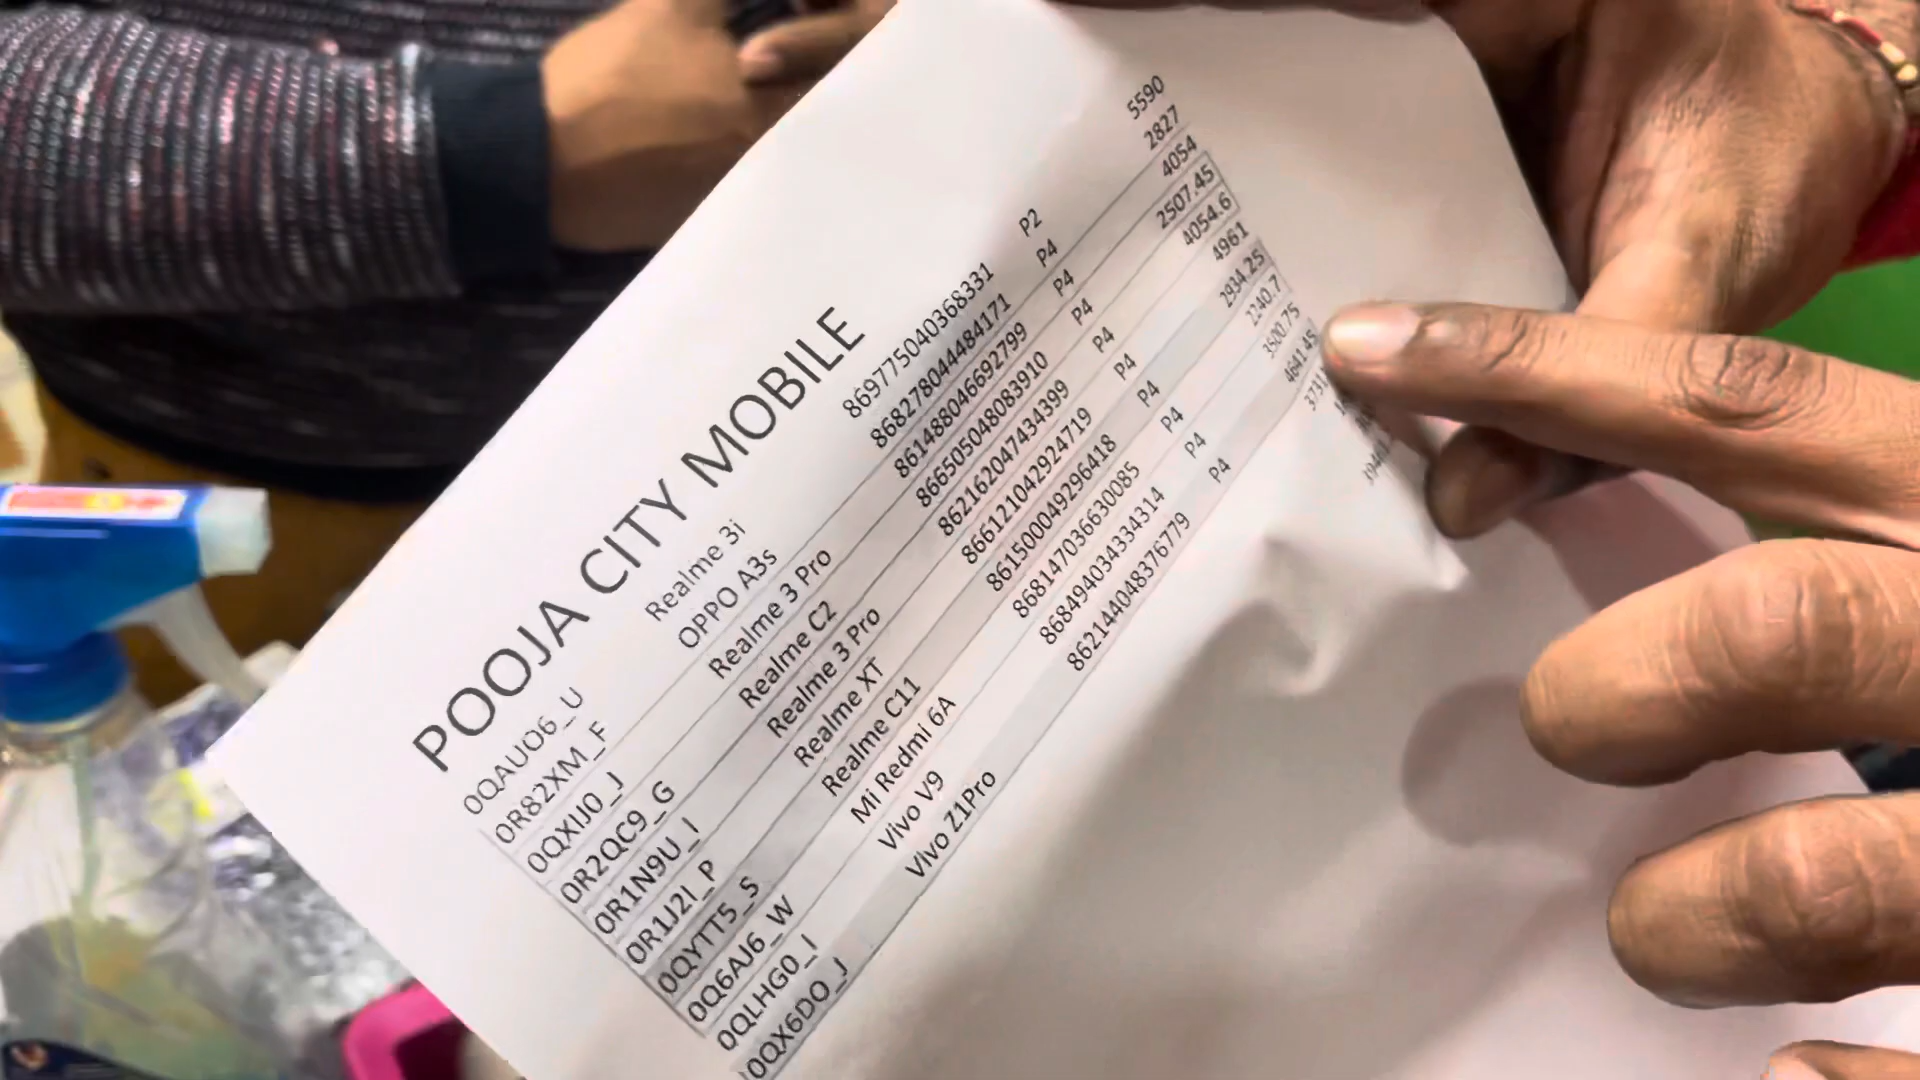 POOJA CITY MOBILE
0QAUO6_U Realme 3i 869775040368331 P2 5590
0R82XM_F OPPO A3s 868278044484171 P4 2827
0QXIJ0_J Realme 3 Pro 861488046692799 P4 4054
0R2QC9_G Realme C2 866505048083910 P4 2507.45
0R1N9U_I Realme 3 Pro 862162047434399 P4 4054.6
0R1J2I_P Realme XT 866121042924719 P4 4961
0QYTT5_5 Realme C11 861500049296418 P4 2934.25
0Q6AJ6_W Mi Redmi 6A 868147036630085 P4 2240.7
0QLHG0_I Vivo V9 868494034334314 P4 3500.75
0QX6DO_J Vivo Z1Pro 862144048376779 P4 4641.45